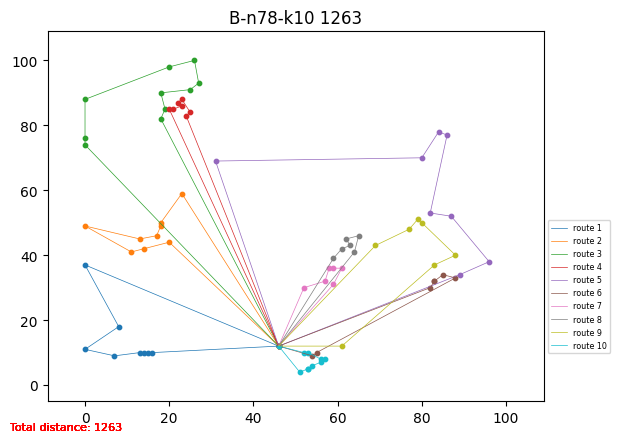 B-n78-k10 1263
100
80
60
40
20
0
0 20 40 60 80 100
route 1
route 2
route 3
route 4
route 5
route 6
route 7
route 8
route 9
route 10
Total distance: 1263